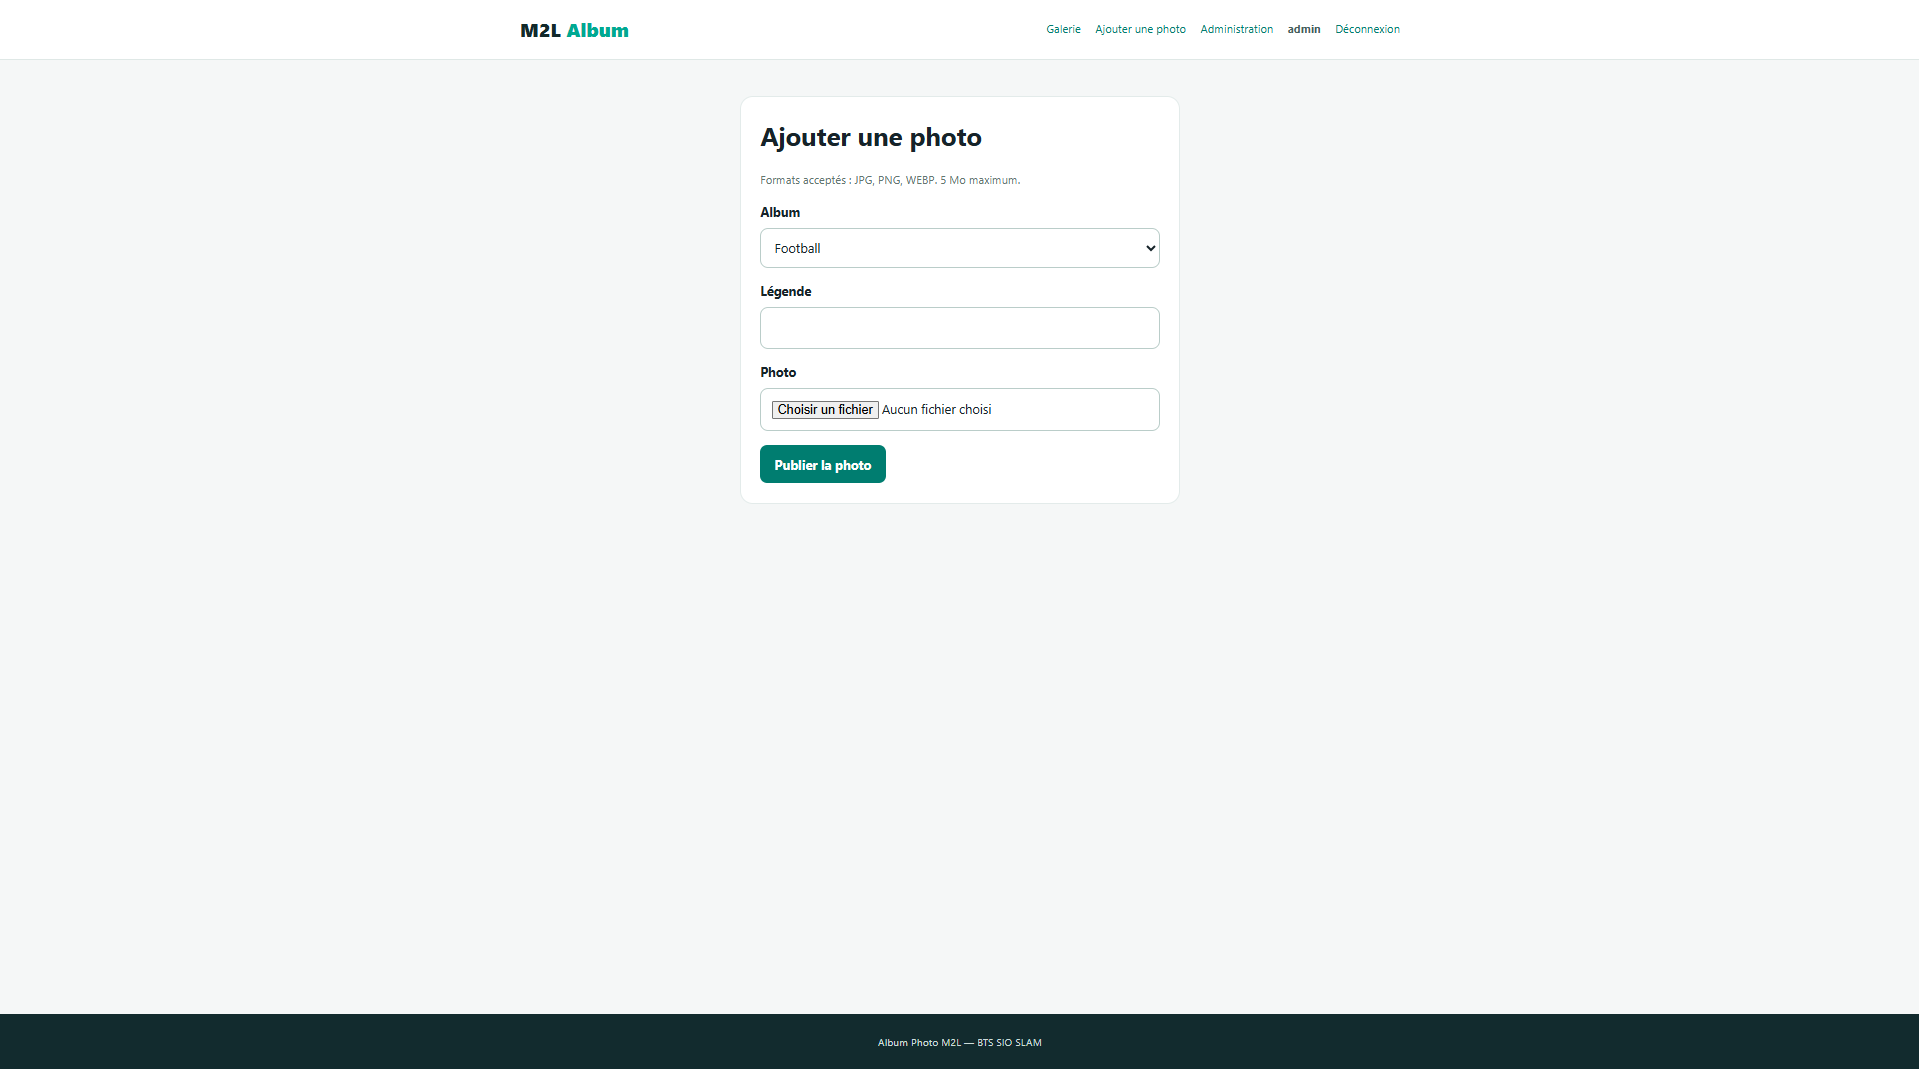 M2L Album
Galerie Ajouter une photo Administration admin Déconnexion
Ajouter une photo
Formats acceptés : JPG, PNG, WEBP. 5 Mo maximum.
Album
Football
Légende
Photo
Choisir un fichier Aucun fichier choisi
Publier la photo
Album Photo M2L — BTS SIO SLAM